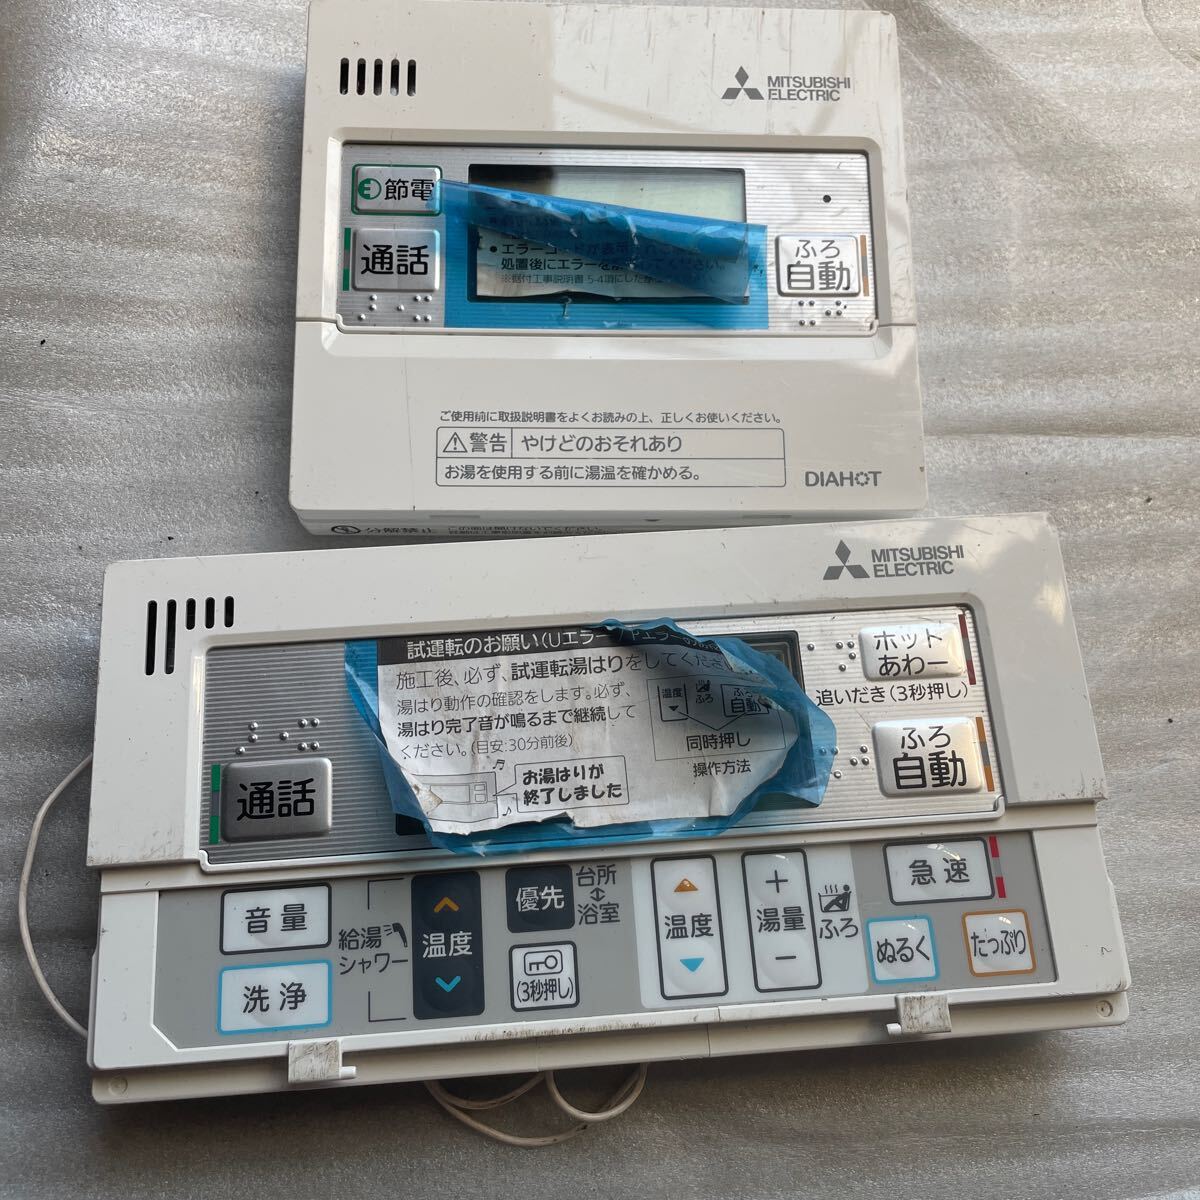 MITSUBISHI
ELECTRIC
節電
通話
ふろ
自動
処置後にエラーを
ご使用前に取扱説明書をよくお読みの上、正しくお使いください。
警告 やけどのおそれあり
お湯を使用する前に湯温を確かめる。
DIAHOT
分解禁止
MITSUBISHI
ELECTRIC
試運転のお願い(Uエラー
施工後、必ず、試運転湯はりをしてくださ
湯はり動作の確認をします。必ず、
湯はり完了音が鳴るまで継続して
ください。(目安:30分前後)
お湯はりが
終了しました
温度
ふろ
ふろ
自動
同時押し
操作方法
ホット
あわー
追いだき(3秒押し)
ふろ
自動
通話
音量
洗浄
給湯
シャワー
温度
優先
台所
浴室
(3秒押し)
温度
+
湯量
−
ふろ
急速
ぬるく
たっぷり